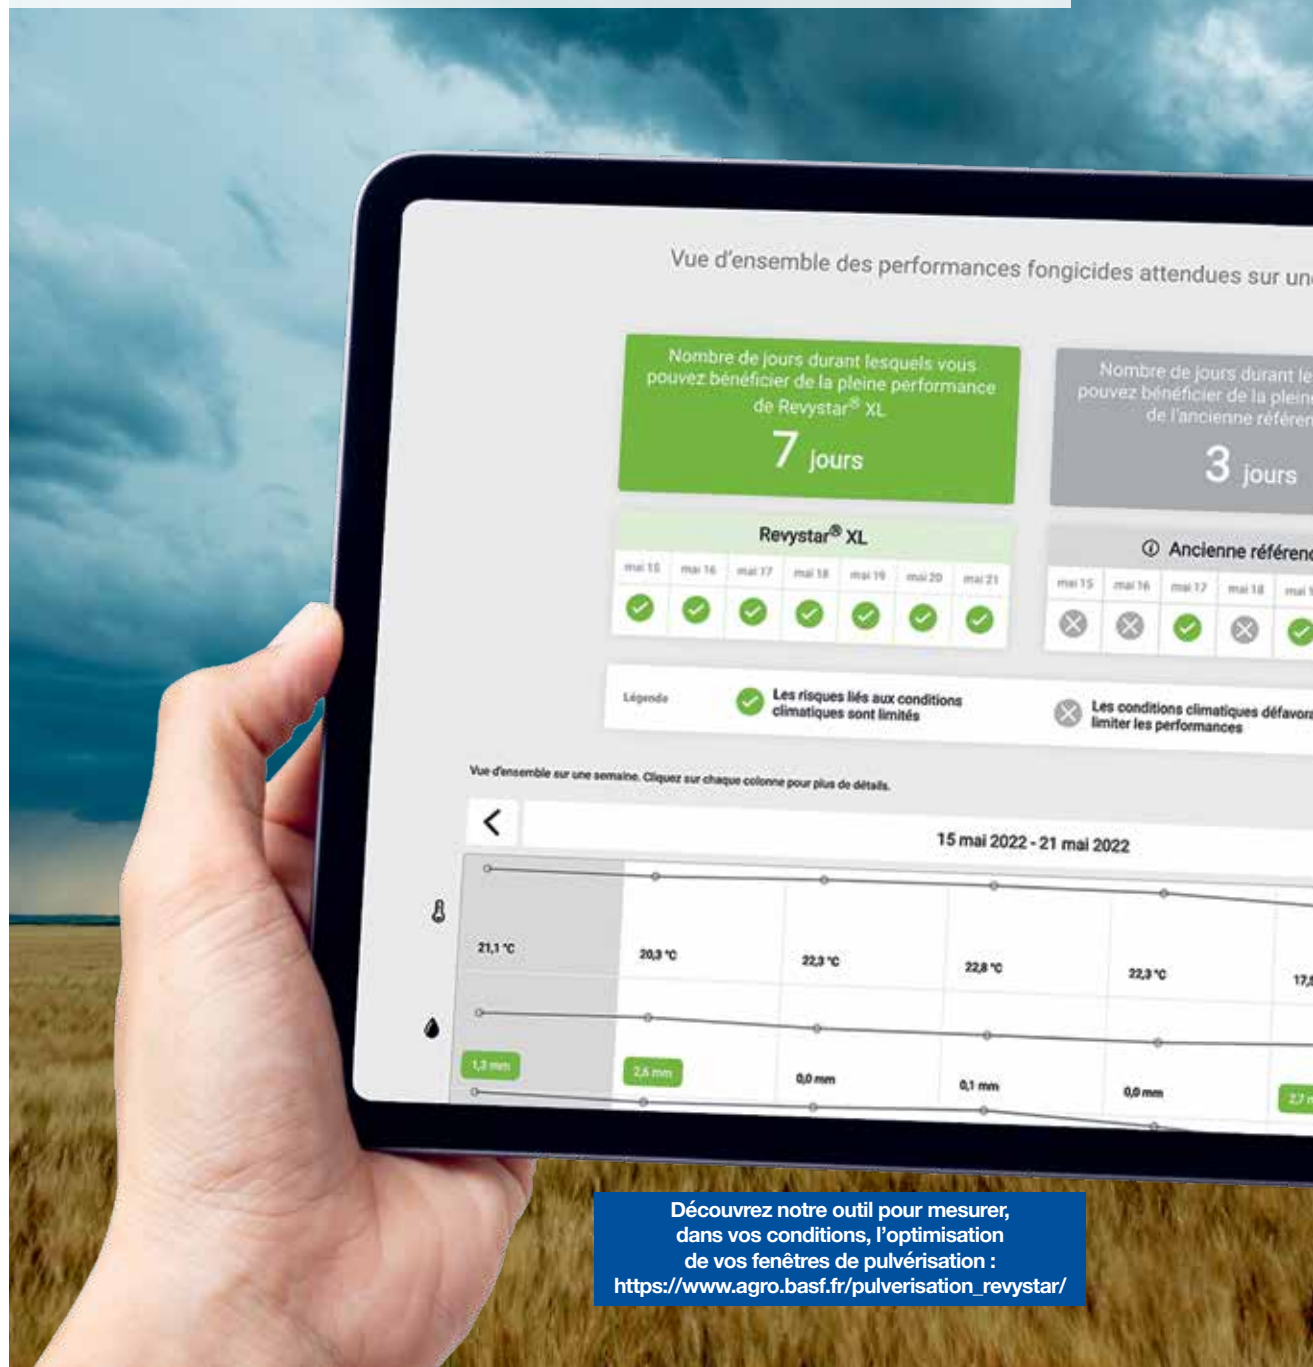 Vue d'ensemble des performances fongicides attendues sur une
Nombre de jours durant lesquels vous
pouvez bénéficier de la pleine performance
de Revystar® XL
7 jours
Nombre de jours durant
pouvez bénéficier de la pleine
de l'ancienne
3 jours
Revystar® XL
mai 15 mai 16 mai 17 mai 18 mai 19 mai 20 mai 21
Ancienne
mai 15 mai 16 mai 17 mai 18 mai
Légende
Les risques liés aux conditions
climatiques sont limités
Les conditions climatiques
limiter les performances
Vue d'ensemble sur une semaine. Cliquez sur chaque colonne pour plus de détails.
15 mai 2022 - 21 mai 2022
21,1 °C 20,3 °C 22,3 °C 22,8 °C 22,3 °C
1,3 mm 2,6 mm 0,0 mm 0,1 mm 0,0 mm 2,7
Découvrez notre outil pour mesurer,
dans vos conditions, l'optimisation
de vos fenêtres de pulvérisation :
https://www.agro.basf.fr/pulverisation_revystar/